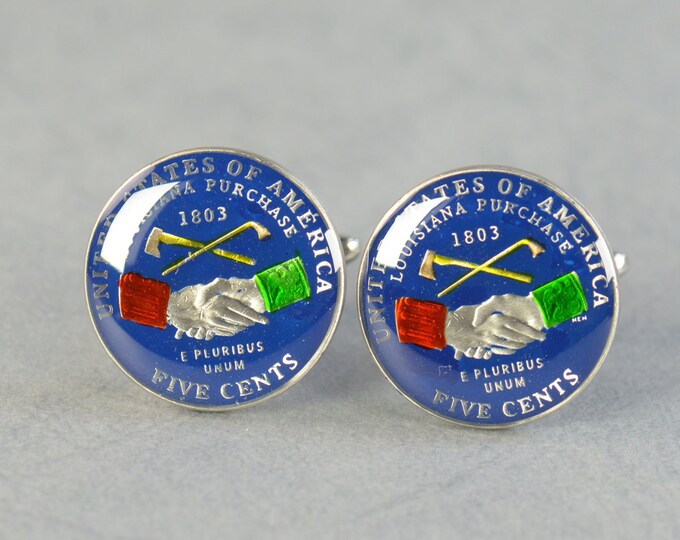 UNITED STATES OF AMERICA
LOUISIANA PURCHASE
1803
E PLURIBUS
UNUM
FIVE CENTS
UNITED STATES OF AMERICA
LOUISIANA PURCHASE
1803
NEN
E PLURIBUS
UNUM
FIVE CENTS